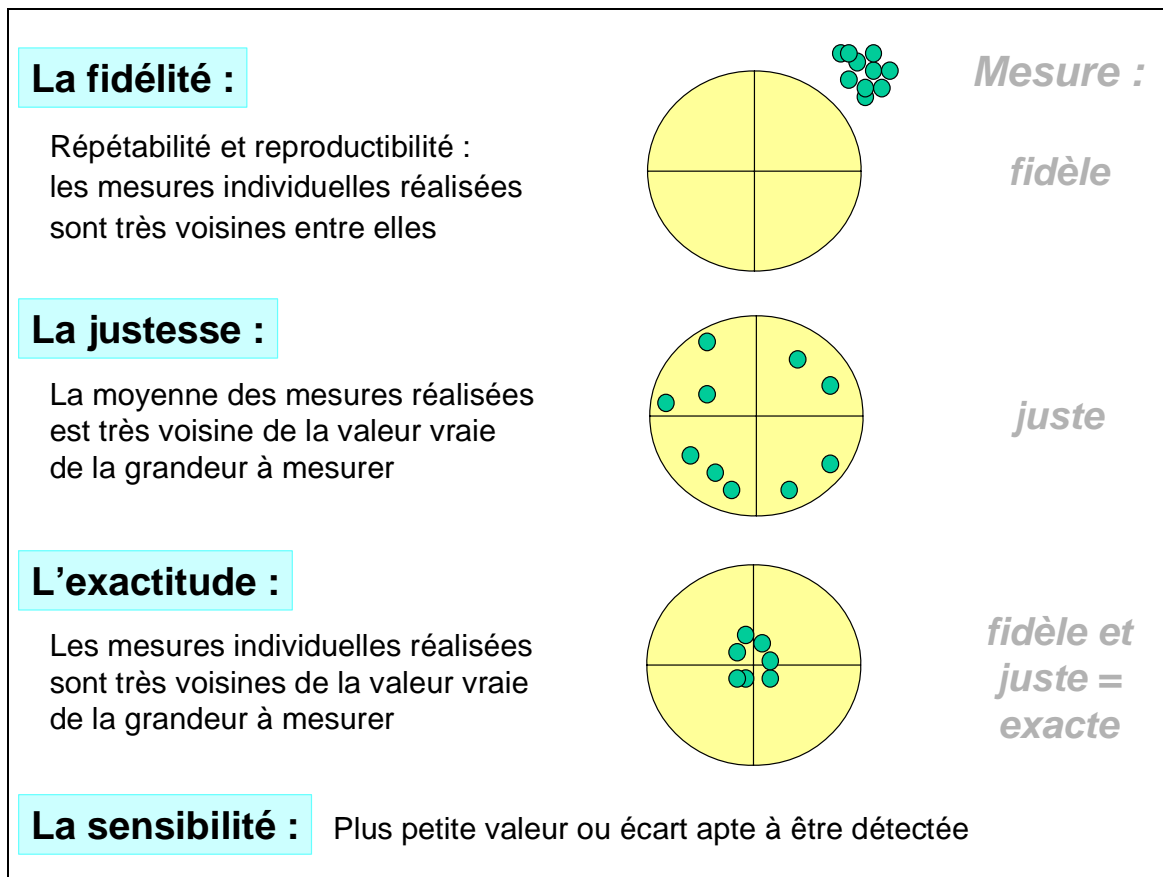 La fidélité :
Mesure :
Répétabilité et reproductibilité :
les mesures individuelles réalisées
sont très voisines entre elles
fidèle
La justesse :
La moyenne des mesures réalisées
est très voisine de la valeur vraie
de la grandeur à mesurer
juste
L’exactitude :
Les mesures individuelles réalisées
sont très voisines de la valeur vraie
de la grandeur à mesurer
fidèle et
juste =
exacte
La sensibilité :
Plus petite valeur ou écart apte à être détectée